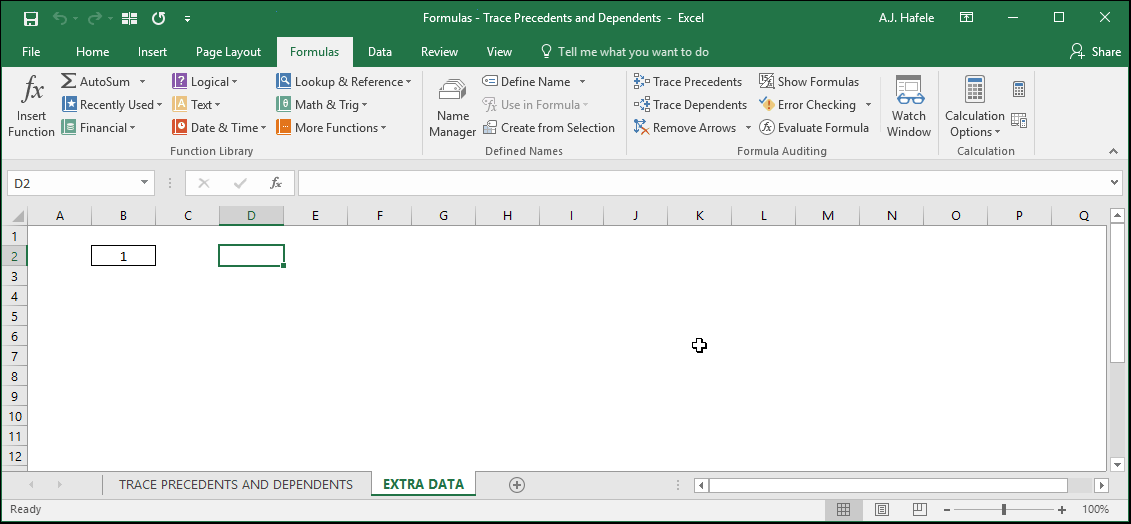 Formulas - Trace Precedents and Dependents - Excel
A.J. Hafele
File Home Insert Page Layout Formulas Data Review View Tell me what you want to do Share
fx Insert Function
AutoSum
Recently Used
Financial
Logical
Text
Date & Time
Lookup & Reference
Math & Trig
More Functions
Function Library
Name Manager
Define Name
Use in Formula
Create from Selection
Defined Names
Trace Precedents
Trace Dependents
Remove Arrows
Show Formulas
Error Checking
Evaluate Formula
Formula Auditing
Watch Window
Calculation Options
Calculation
D2 fx
A B C D E F G H I J K L M N O P Q
1
2 1
3
4
5
6
7
8
9
10
11
12
TRACE PRECEDENTS AND DEPENDENTS EXTRA DATA
Ready 100%